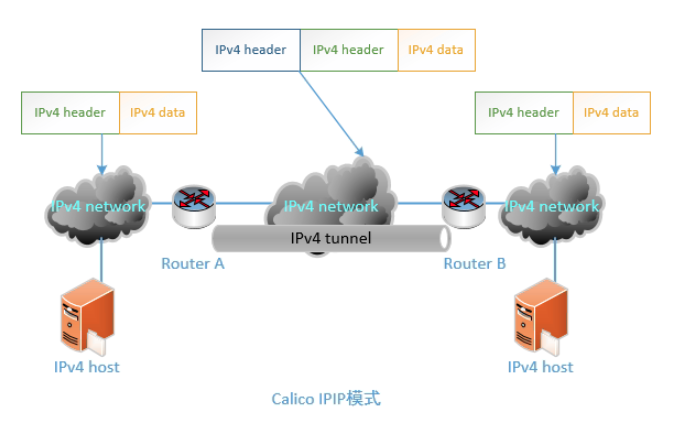 IPv4 header IPv4 header IPv4 data
IPv4 header IPv4 data
IPv4 header IPv4 data
IPv4 network
IPv4 network
IPv4 network
IPv4 tunnel
Router A
Router B
IPv4 host
IPv4 host
Calico IPIP模式